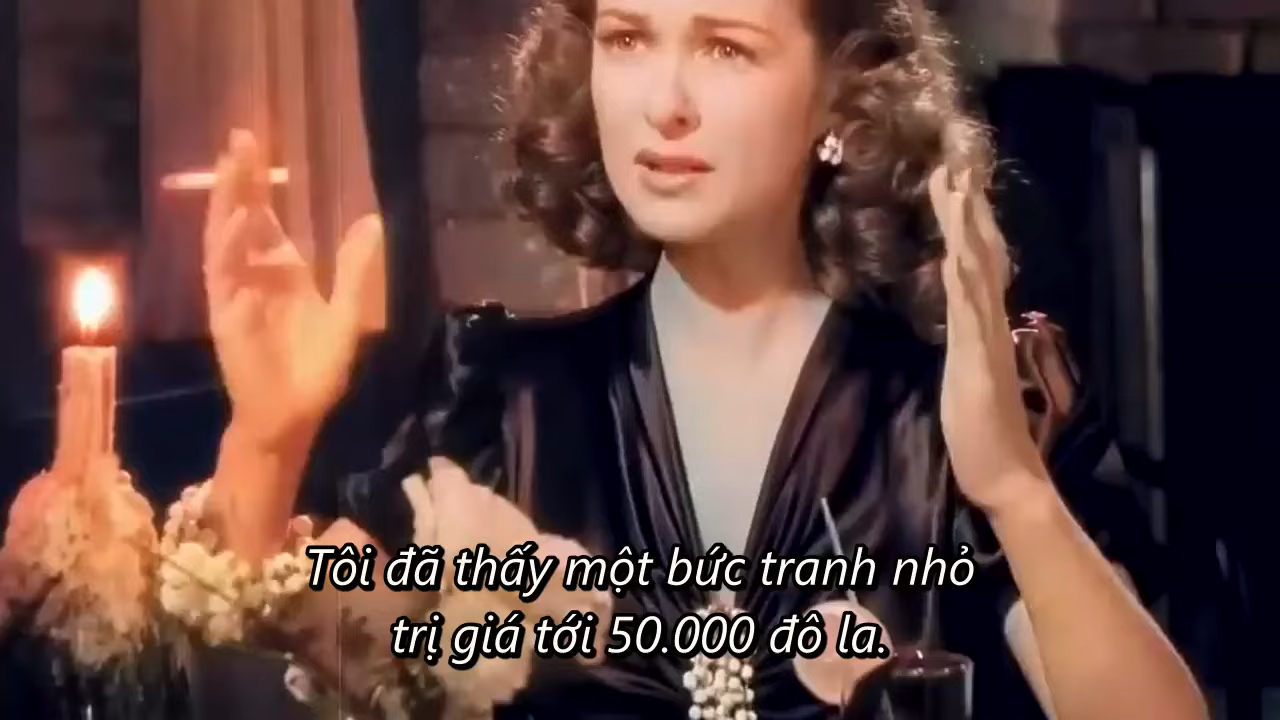 Tôi đã thấy một bức tranh nhỏ
trị giá tới 50.000 đô la.